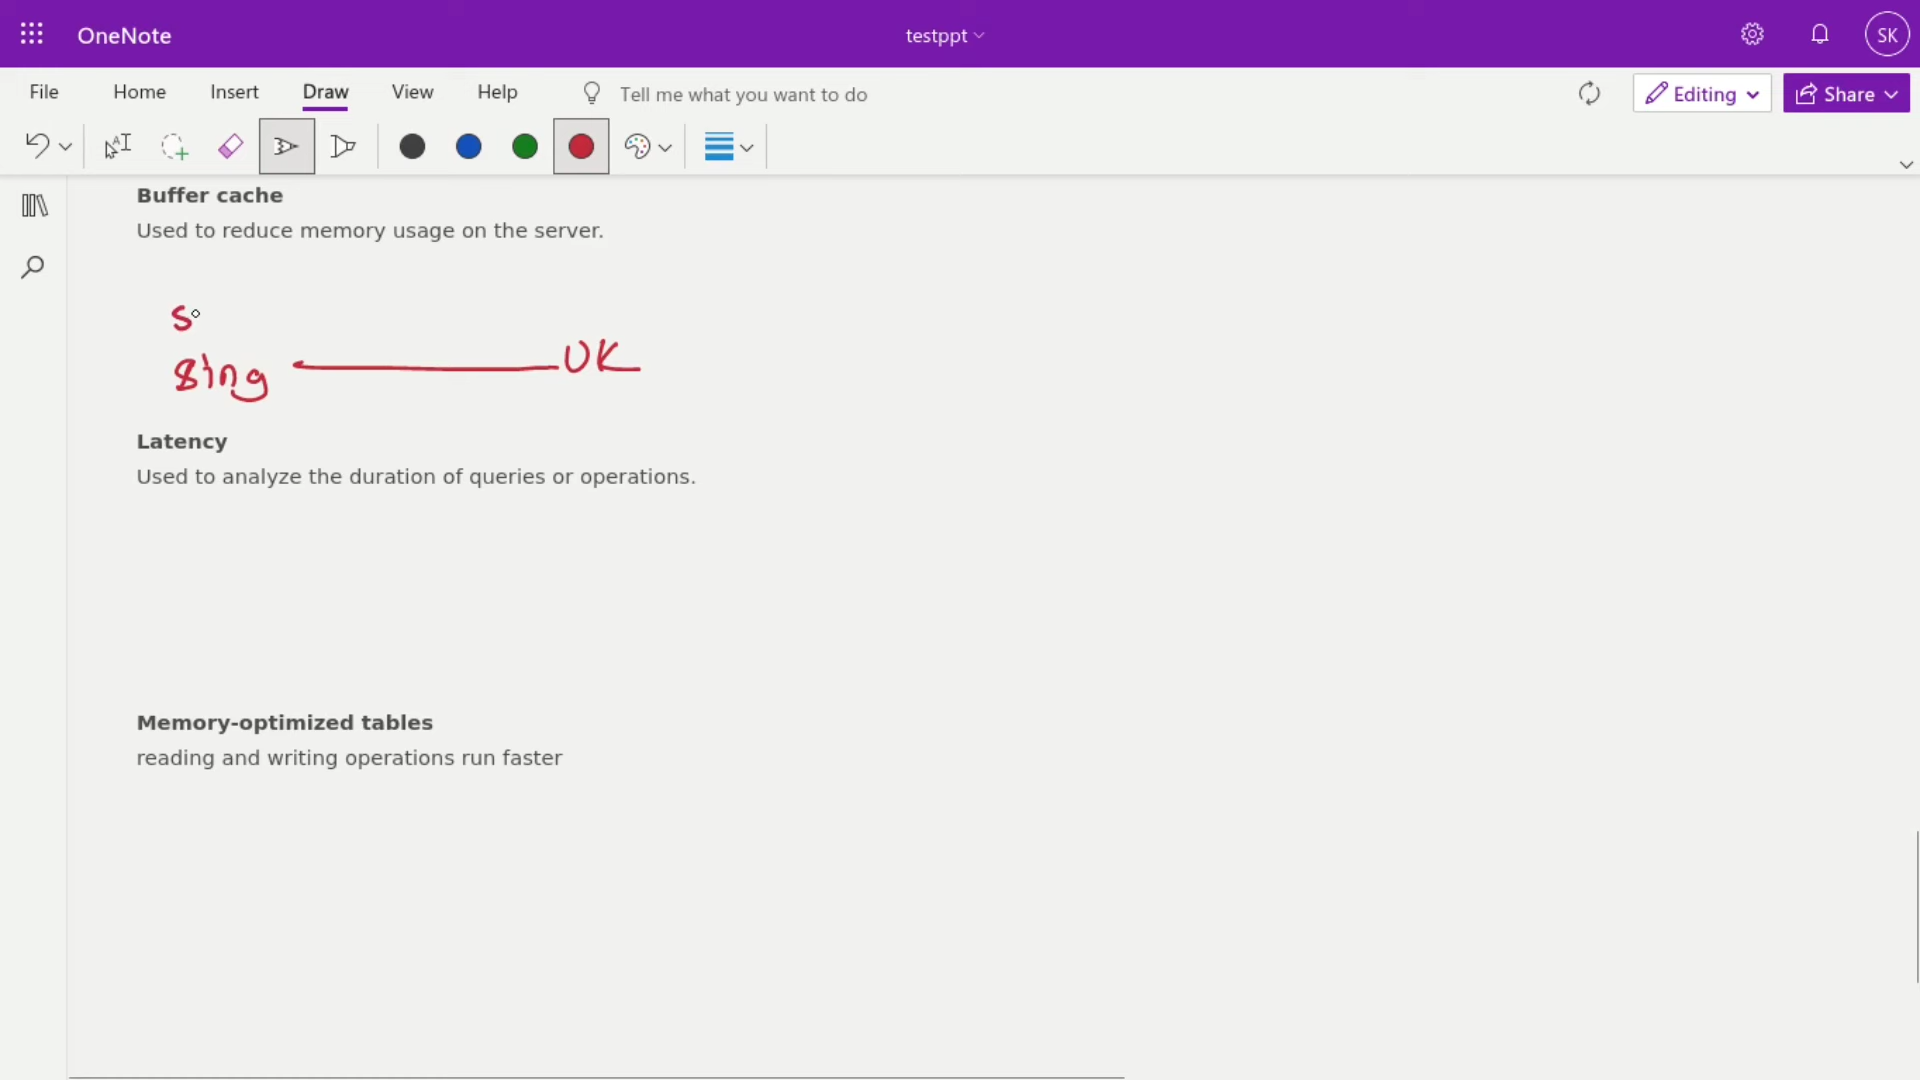 OneNote
testppt
SK
File Home Insert Draw View Help Tell me what you want to do Editing Share
Buffer cache
Used to reduce memory usage on the server.
S
Sing UK
Latency
Used to analyze the duration of queries or operations.
Memory-optimized tables
reading and writing operations run faster